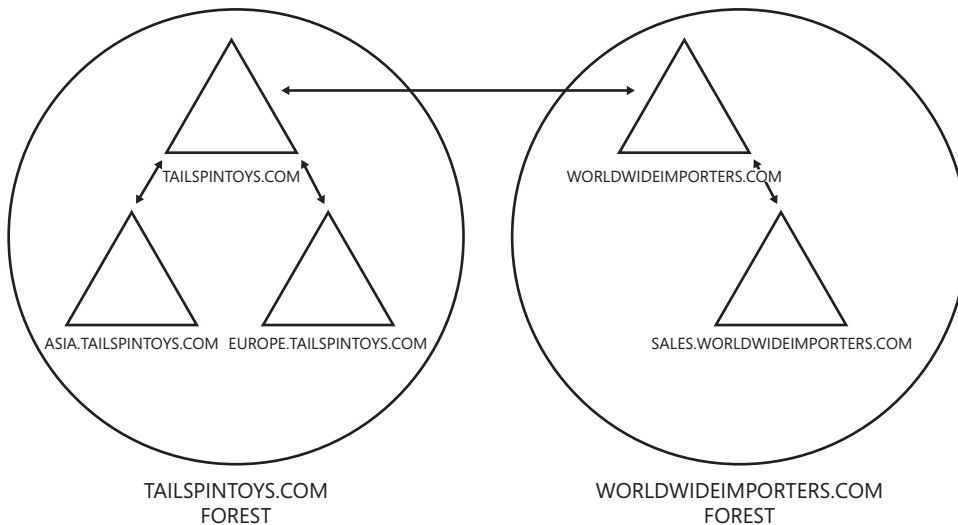 TAILSPINTOYS.COM
WORLDWIDEIMPORTERS.COM
ASIA.TAILSPINTOYS.COM
EUROPE.TAILSPINTOYS.COM
SALES.WORLDWIDEIMPORTERS.COM
TAILSPINTOYS.COM
FOREST
WORLDWIDEIMPORTERS.COM
FOREST